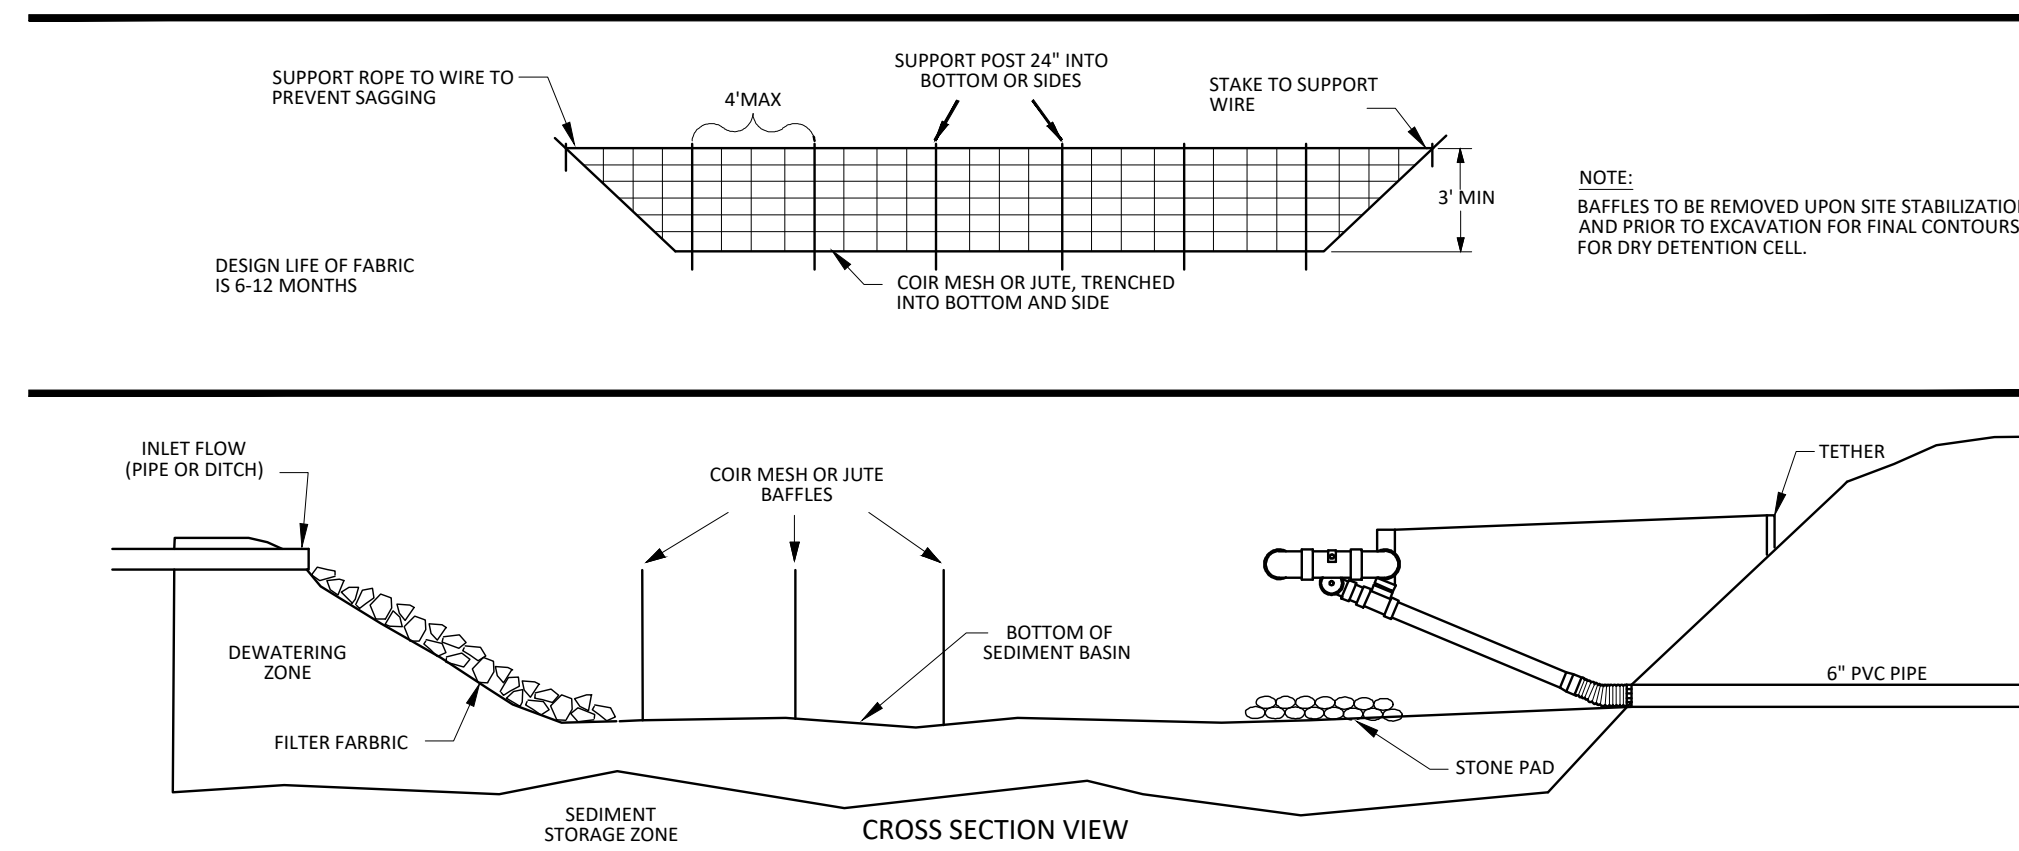 SUPPORT ROPE TO WIRE TO
PREVENT SAGGING
4'MAX
SUPPORT POST 24" INTO
BOTTOM OR SIDES
STAKE TO SUPPORT
WIRE
3' MIN
NOTE:
BAFFLES TO BE REMOVED UPON SITE STABILIZATIO
AND PRIOR TO EXCAVATION FOR FINAL CONTOURS
FOR DRY DETENTION CELL.
DESIGN LIFE OF FABRIC
IS 6-12 MONTHS
COIR MESH OR JUTE, TRENCHED
INTO BOTTOM AND SIDE
INLET FLOW
(PIPE OR DITCH)
COIR MESH OR JUTE
BAFFLES
TETHER
DEWATERING
ZONE
BOTTOM OF
SEDIMENT BASIN
6" PVC PIPE
FILTER FARBRIC
STONE PAD
SEDIMENT
STORAGE ZONE
CROSS SECTION VIEW